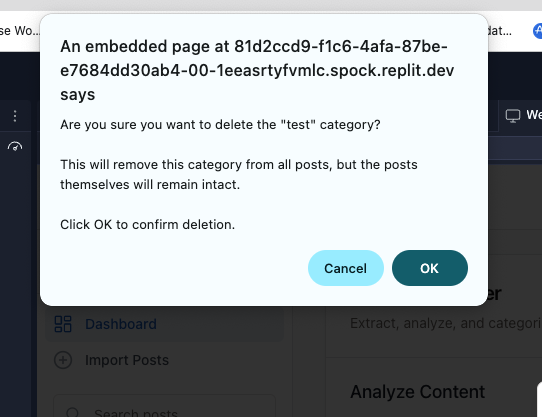 se Wo...
dat...
An embedded page at 81d2ccd9-f1c6-4afa-87be-
e7684dd30ab4-00-1eeasrtyfvmlc.spock.replit.dev
says
We
Are you sure you want to delete the "test" category?
This will remove this category from all posts, but the posts
themselves will remain intact.
Click OK to confirm deletion.
Cancel
OK
er
Dashboard
Extract, analyze, and categori
Import Posts
Analyze Content
Search posts